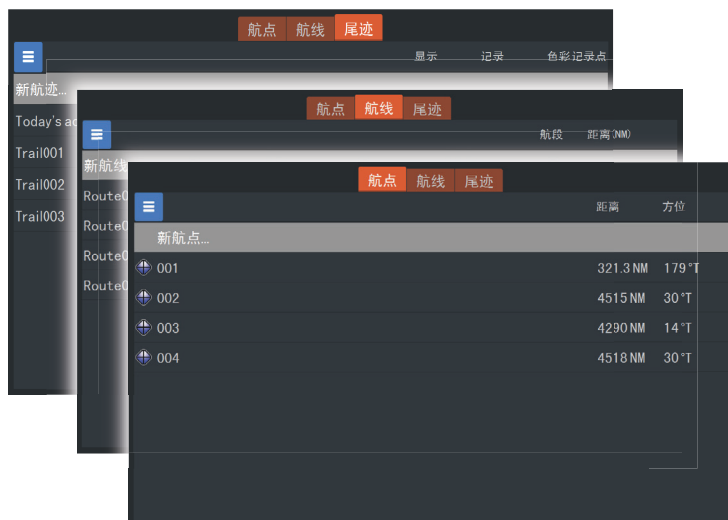 航点 航线 尾迹
显示 记录 色彩记录点
新航迹...
Today's a
Trail001
Trail002
Trail003
航点 航线 尾迹
航段 距离(NM)
新航线
Route0
Route0
Route0
Route0
航点 航线 尾迹
距离 方位
新航点...
001 321.3 NM 179°T
002 4515 NM 30°T
003 4290 NM 14°T
004 4518 NM 30°T